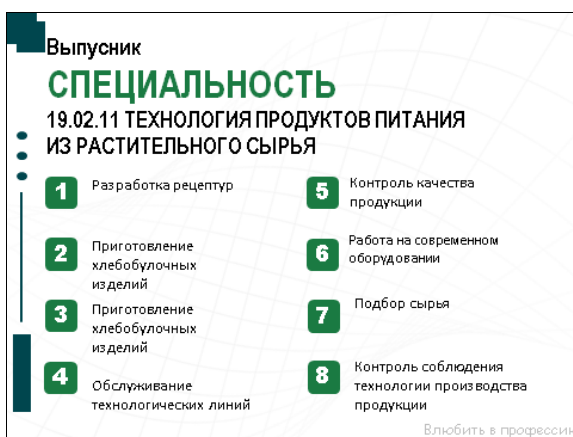 Выпусник
СПЕЦИАЛЬНОСТЬ
19.02.11 ТЕХНОЛОГИЯ ПРОДУКТОВ ПИТАНИЯ
ИЗ РАСТИТЕЛЬНОГО СЫРЬЯ
1 Разработка рецептур
2 Приготовление
хлебобулочных
изделий
3 Приготовление
хлебобулочных
изделий
4 Обслуживание
технологических линий
5 Контроль качества
продукции
6 Работа на современном
оборудовании
7 Подбор сырья
8 Контроль соблюдения
технологии производства
продукции
Влюбить в профессии